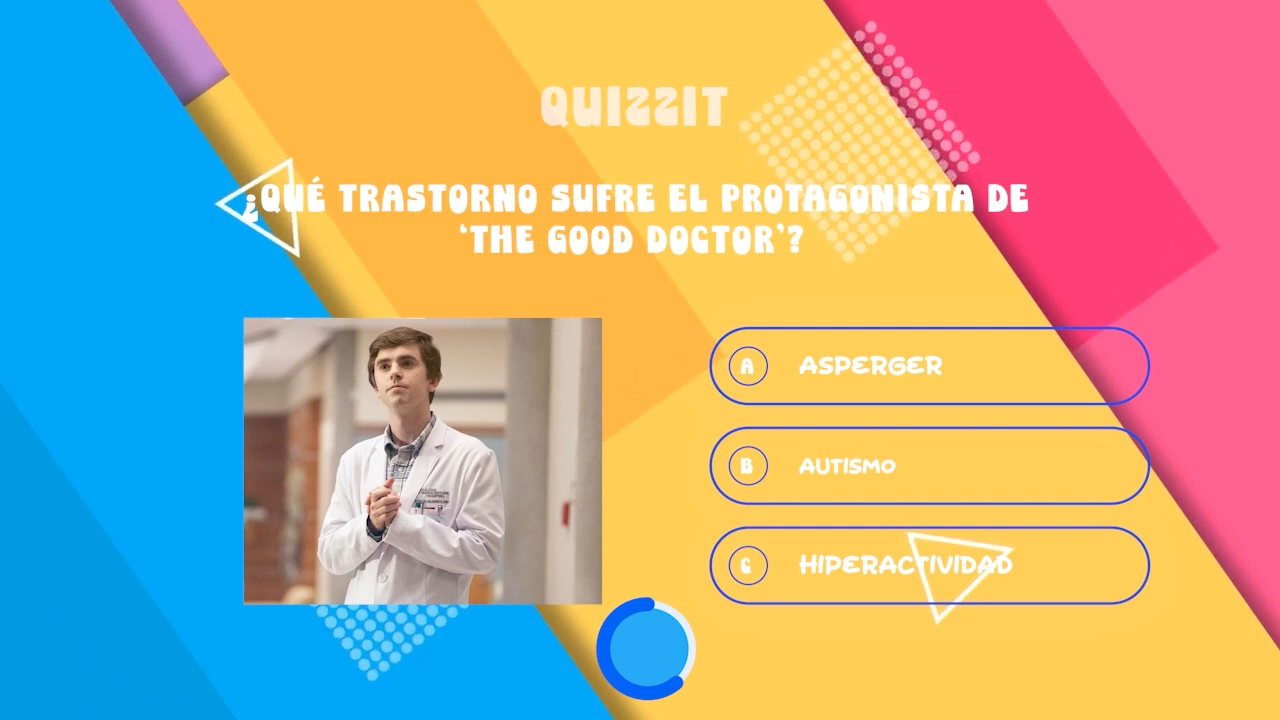 QUIZZIT
¿QUÉ TRASTORNO SUFRE EL PROTAGONISTA DE
‘THE GOOD DOCTOR’?
A ASPERGER
B AUTISMO
C HIPERACTIVIDAD